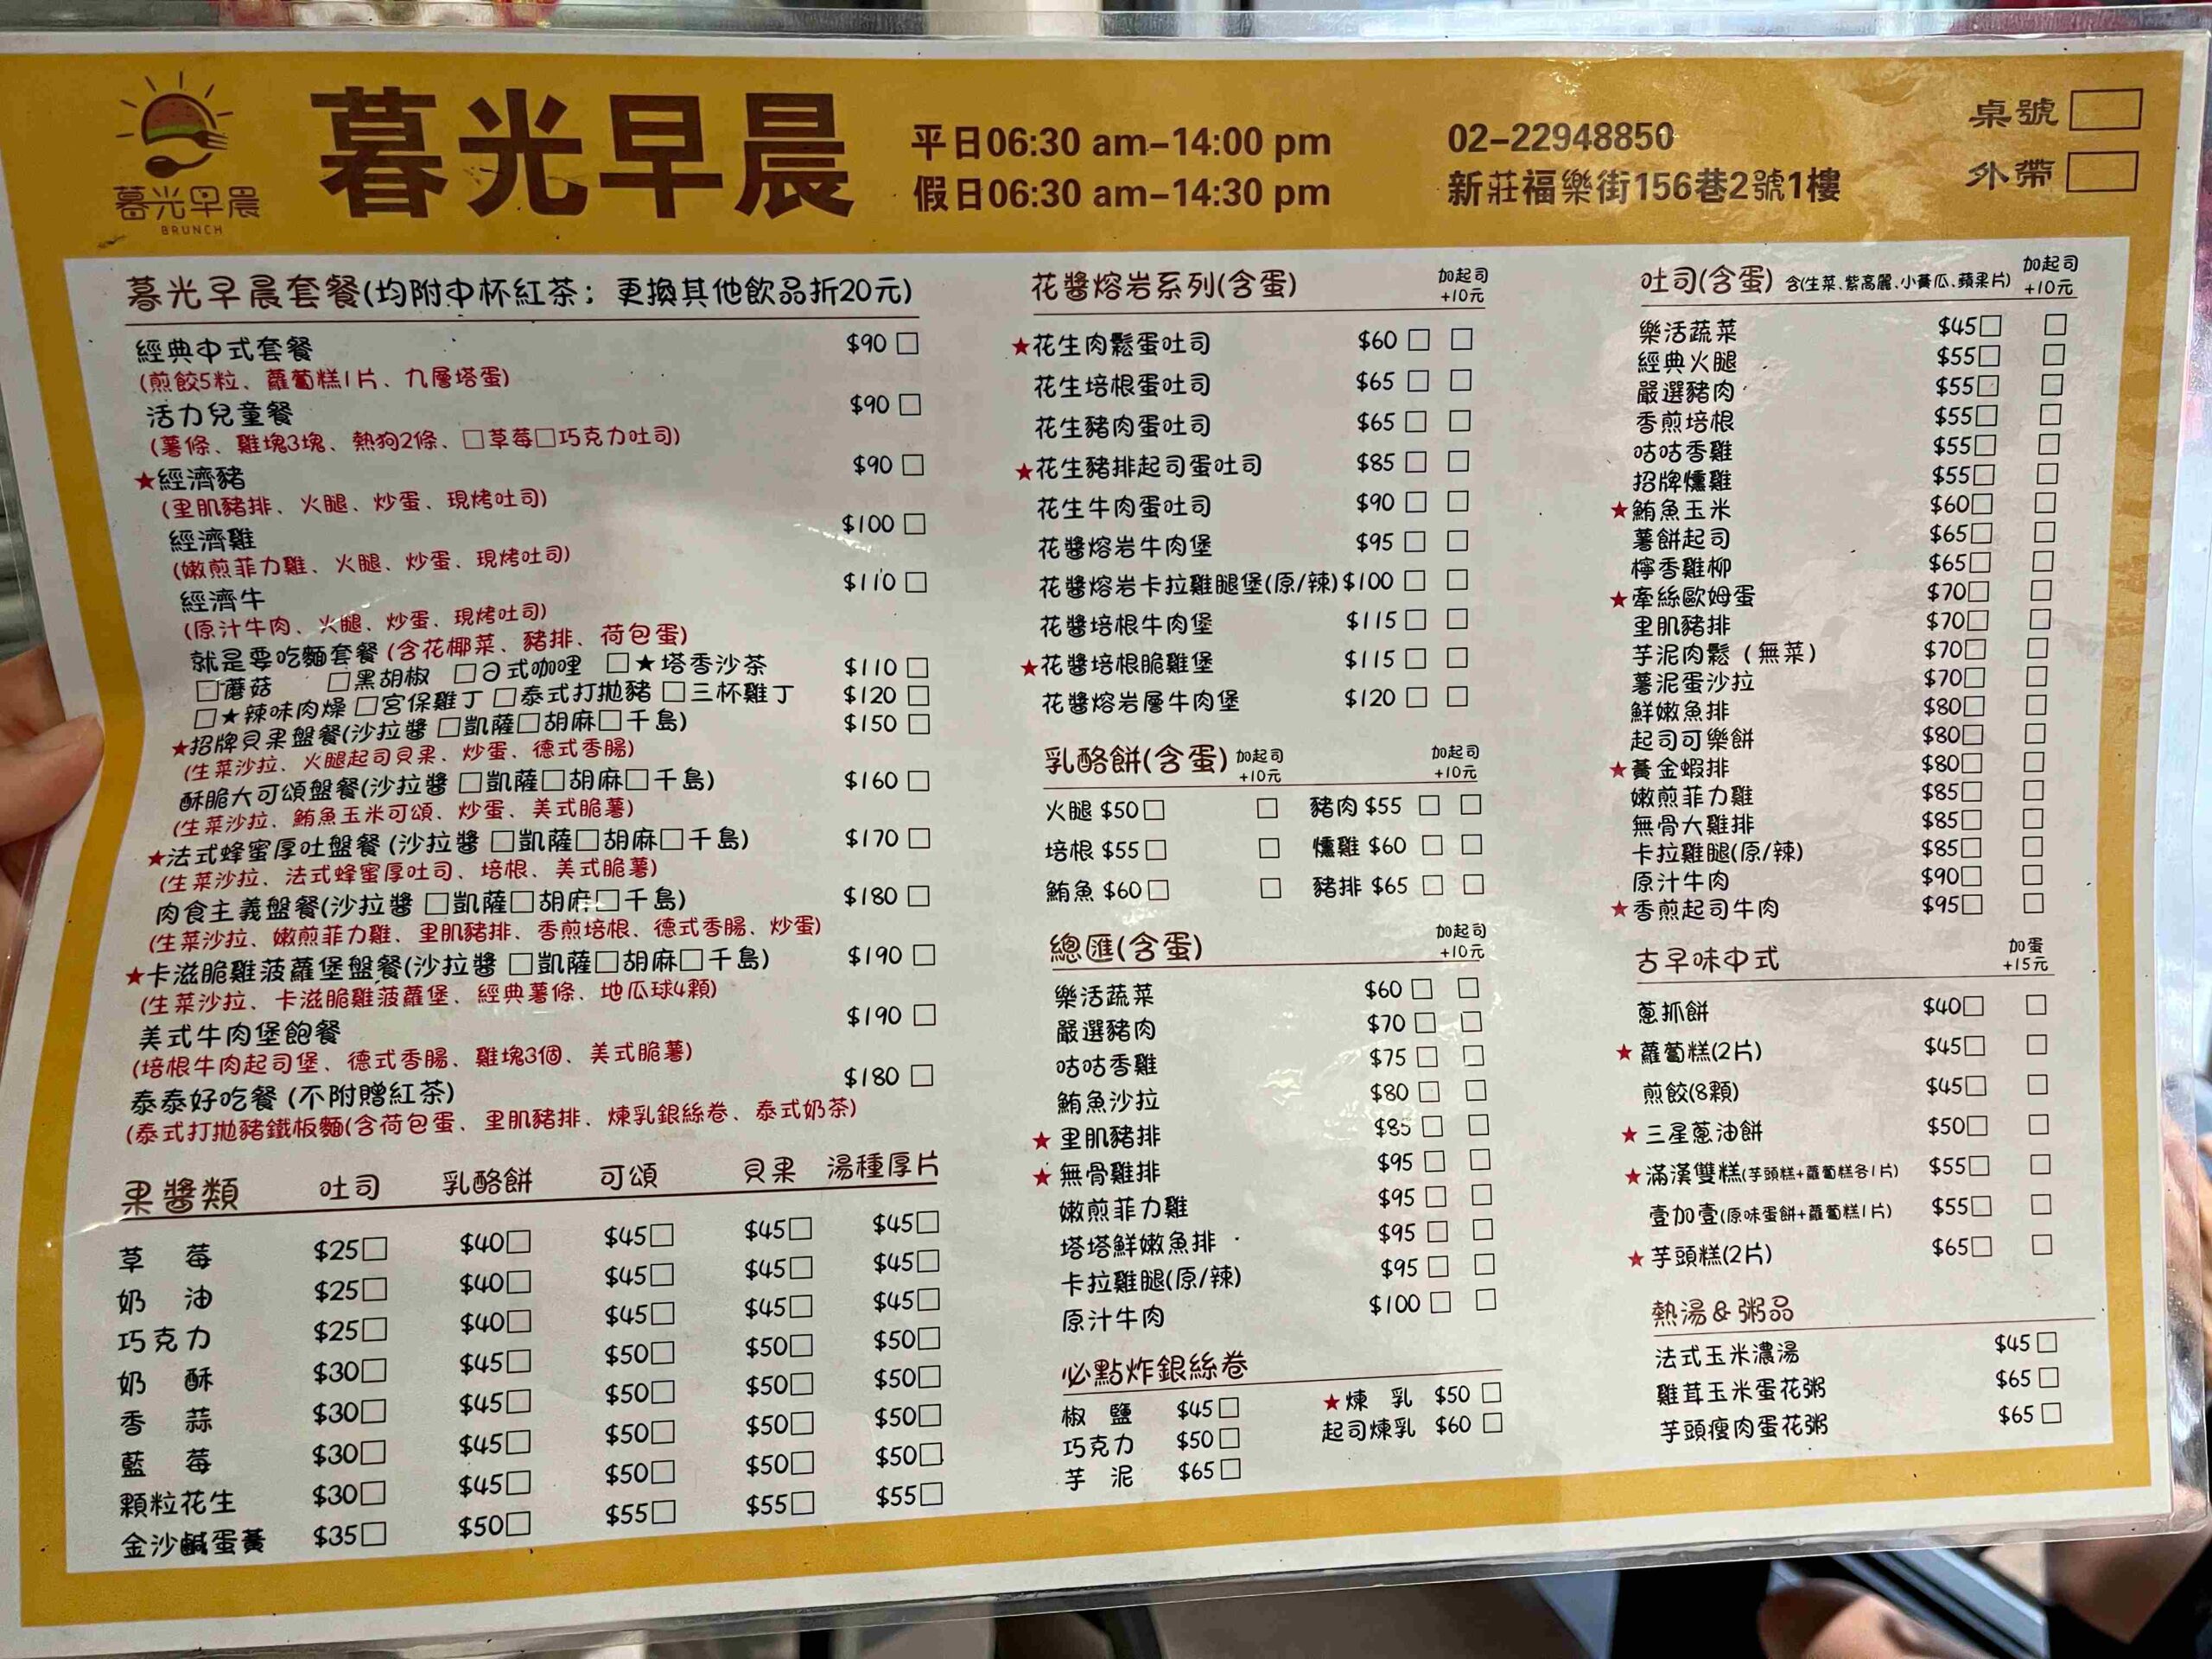 暮光早晨
BRUNCH
暮光早晨
平日06:30 am-14:00 pm
假日06:30 am-14:30 pm
02-22948850
新莊福樂街156巷2號1樓
桌號 □
外帶 □
暮光早晨套餐(均附中杯紅茶; 更換其他飲品折20元)
經典中式套餐 $90 □
(煎餃5粒、蘿蔔糕1片、九層塔蛋)
活力兒童餐 $90 □
(薯條、雞塊3塊、熱狗2條、□草莓□巧克力吐司)
★經濟豬 $90 □
(里肌豬排、火腿、炒蛋、現烤吐司)
經濟雞 $100 □
(嫩煎菲力雞、火腿、炒蛋、現烤吐司)
經濟牛 $110 □
(原汁牛肉、火腿、炒蛋、現烤吐司)
就是要吃麵套餐 (含花椰菜、豬排、荷包蛋)
□蘑菇 □黑胡椒 □日式咖哩 □★塔香沙茶 $110 □
□★辣味肉燥 □宮保雞丁 □泰式打拋豬 □三杯雞丁 $120 □
★招牌貝果盤餐(沙拉醬 □凱薩□胡麻□千島) $150 □
(生菜沙拉、火腿起司貝果、炒蛋、德式香腸)
酥脆大可頌盤餐(沙拉醬 □凱薩□胡麻□千島) $160 □
(生菜沙拉、鮪魚玉米可頌、炒蛋、美式脆薯)
★法式蜂蜜厚吐盤餐 (沙拉醬 □凱薩□胡麻□千島) $170 □
(生菜沙拉、法式蜂蜜厚吐司、培根、美式脆薯)
肉食主義盤餐(沙拉醬 □凱薩□胡麻□千島) $180 □
(生菜沙拉、嫩煎菲力雞、里肌豬排、香煎培根、德式香腸、炒蛋)
★卡滋脆雞菠蘿堡盤餐(沙拉醬 □凱薩□胡麻□千島) $190 □
(生菜沙拉、卡滋脆雞菠蘿堡、經典薯條、地瓜球4顆)
美式牛肉堡飽餐 $190 □
(培根牛肉起司堡、德式香腸、雞塊3個、美式脆薯)
泰泰好吃餐 (不附贈紅茶) $180 □
(泰式打拋豬鐵板麵(含荷包蛋、里肌豬排、煉乳銀絲卷、泰式奶茶)
果醬類 吐司 乳酪餅 可頌 貝果 湯種厚片
草 莓 $25□ $40□ $45□ $45□ $45□
奶 油 $25□ $40□ $45□ $45□ $45□
巧克力 $25□ $40□ $45□ $45□ $45□
奶 酥 $30□ $45□ $50□ $50□ $50□
香 蒜 $30□ $45□ $50□ $50□ $50□
藍 莓 $30□ $45□ $50□ $50□ $50□
顆粒花生 $30□ $45□ $50□ $50□ $50□
金沙鹹蛋黃 $35□ $50□ $55□ $55□ $55□
花醬熔岩系列(含蛋) 加起司
+10元
★花生肉鬆蛋吐司 $60 □ □
花生培根蛋吐司 $65 □ □
花生豬肉蛋吐司 $65 □ □
★花生豬排起司蛋吐司 $85 □ □
花生牛肉蛋吐司 $90 □ □
花醬熔岩牛肉堡 $95 □ □
花醬熔岩卡拉雞腿堡(原/辣) $100 □ □
花醬培根牛肉堡 $115 □ □
★花醬培根脆雞堡 $115 □ □
花醬熔岩層牛肉堡 $120 □ □
乳酪餅(含蛋) 加起司 加起司
+10元 +10元
火腿 $50□ □ 豬肉 $55 □ □
培根 $55□ □ 燻雞 $60 □ □
鮪魚 $60□ □ 豬排 $65 □ □
總匯(含蛋) 加起司
+10元
樂活蔬菜 $60 □ □
嚴選豬肉 $70 □ □
咕咕香雞 $75 □ □
鮪魚沙拉 $80 □ □
★里肌豬排 $85 □ □
★無骨雞排 $95 □ □
嫩煎菲力雞 $95 □ □
塔塔鮮嫩魚排 $95 □ □
卡拉雞腿(原/辣) $95 □ □
原汁牛肉 $100 □ □
必點炸銀絲卷
椒 鹽 $45□ ★煉 乳 $50 □
巧克力 $50□ 起司煉乳 $60 □
芋 泥 $65□
吐司(含蛋) 含(生菜、紫高麗、小黃瓜、蘋果片) 加起司
+10元
樂活蔬菜 $45□ □
經典火腿 $55□ □
嚴選豬肉 $55□ □
香煎培根 $55□ □
咕咕香雞 $55□ □
招牌燻雞 $55□ □
★鮪魚玉米 $60□ □
薯餅起司 $65□ □
檸香雞柳 $65□ □
★牽絲歐姆蛋 $70□ □
里肌豬排 $70□ □
芋泥肉鬆 (無菜) $70□ □
薯泥蛋沙拉 $70□ □
鮮嫩魚排 $80□ □
起司可樂餅 $80□ □
★黃金蝦排 $80□ □
嫩煎菲力雞 $85□ □
無骨大雞排 $85□ □
卡拉雞腿(原/辣) $85□ □
原汁牛肉 $90□ □
★香煎起司牛肉 $95□ □
古早味中式 加蛋
+15元
蔥抓餅 $40□ □
★蘿蔔糕(2片) $45□ □
煎餃(8顆) $45□ □
★三星蔥油餅 $50□ □
★滿漢雙糕(芋頭糕+蘿蔔糕各1片) $55□ □
壹加壹(原味蛋餅+蘿蔔糕1片) $55□ □
★芋頭糕(2片) $65□ □
熱湯&粥品
法式玉米濃湯 $45 □
雞茸玉米蛋花粥 $65 □
芋頭瘦肉蛋花粥 $65 □